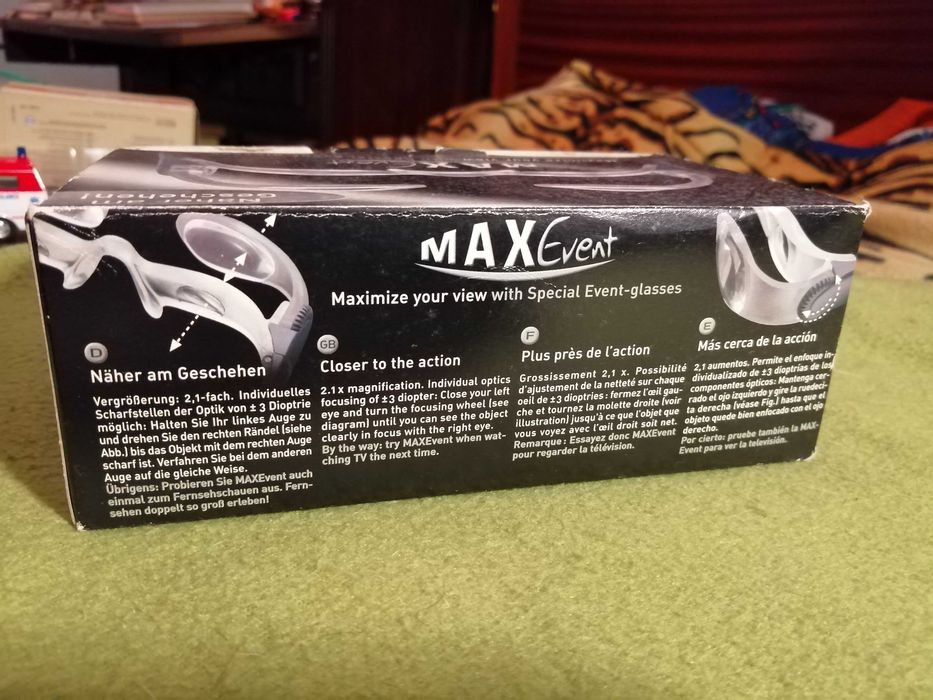 MAXEvent
Maximize your view with Special Event-glasses
D
Näher am Geschehen
Vergrößerung: 2,1-fach. Individuelles
Scharfstellen der Optik von ± 3 Dioptrie
möglich: Halten Sie Ihr linkes Auge zu
und drehen Sie den rechten Rändel (siehe
Abb.) bis das Objekt mit dem rechten Auge
scharf ist. Verfahren Sie bei dem anderen
Auge auf die gleiche Weise.
Übrigens: Probieren Sie MAXEvent auch
einmal zum Fernsehschauen aus. Fern-
sehen doppelt so groß erleben!
GB
Closer to the action
2.1x magnification. Individual optics
focusing of ±3 diopter: Close your left
eye and turn the focusing wheel (see
diagram) until you can see the object
clearly in focus with the right eye.
By the way: try MAXEvent when wat-
ching TV the next time.
F
Plus près de l'action
Grossissement 2,1 x. Possibilité
d'ajustement de la netteté sur chaque
oeil de ±3 dioptries : fermez l'œil gau-
che et tournez la molette droite (voir
illustration) jusqu'à ce que l'objet que
vous voyez avec l'œil droit soit net.
Remarque : Essayez donc MAXEvent
pour regarder la télévision.
E
Más cerca de la acción
2,1 aumentos. Permite el enfoque in-
dividualizado de ±3 dioptrías de los
componentes ópticos: Mantenga cer-
rado el ojo izquierdo y gire la ruedeci-
ta derecha (véase Fig.) hasta que el
objeto quede bien enfocado con el ojo
derecho.
Por cierto: pruebe también la MAX-
Event para ver la televisión.